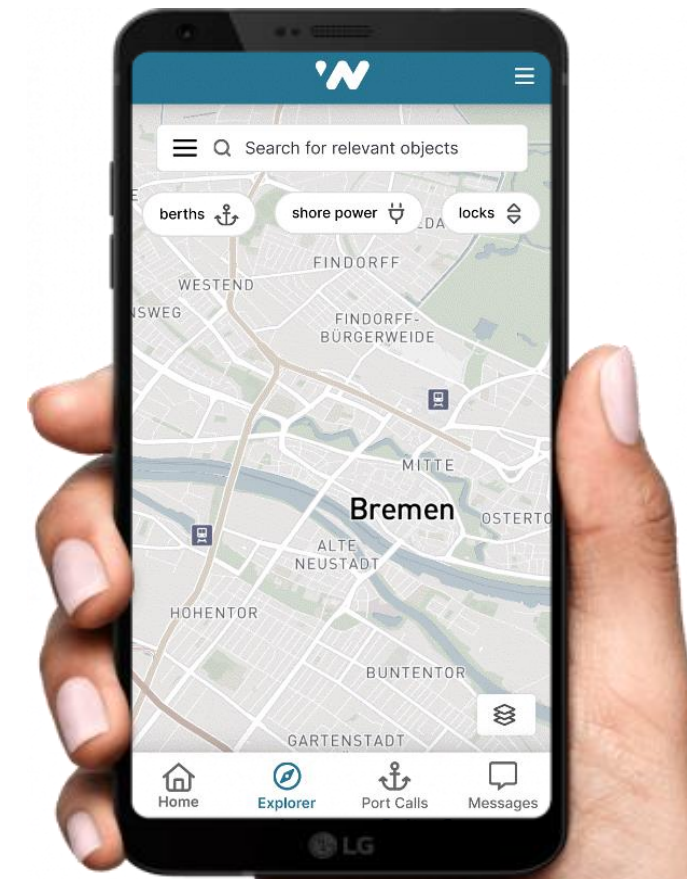 Search for relevant objects
berths
shore power
locks
LDA
FINDORFF
WESTEND
NSWEG
FINDORFF-
BÜRGERWEIDE
MITTE
Bremen
OSTERTO
ALTE
NEUSTADT
HOHENTOR
BUNTENTOR
GARTENSTADT
Home
Explorer
Port Calls
Messages
LG